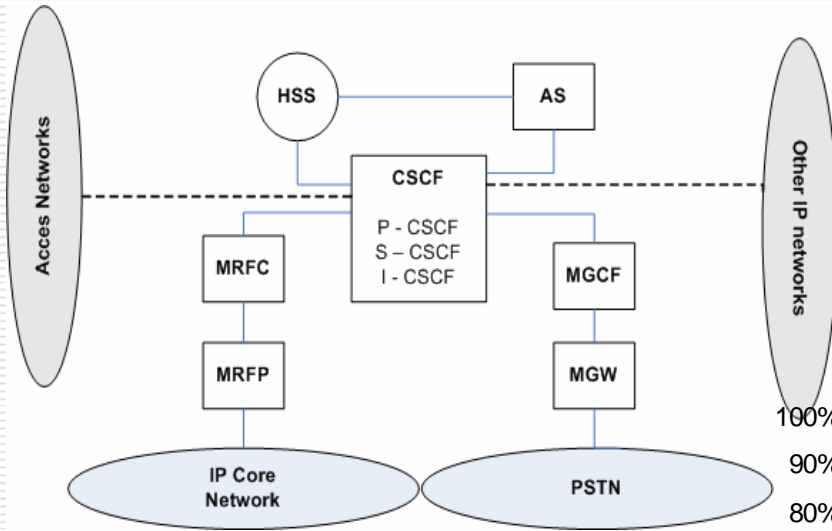 Acces Networks
HSS
AS
CSCF
P - CSCF
S – CSCF
I - CSCF
Other IP networks
MRFC
MGCF
MRFP
MGW
IP Core
Network
PSTN
100%
90%
80%